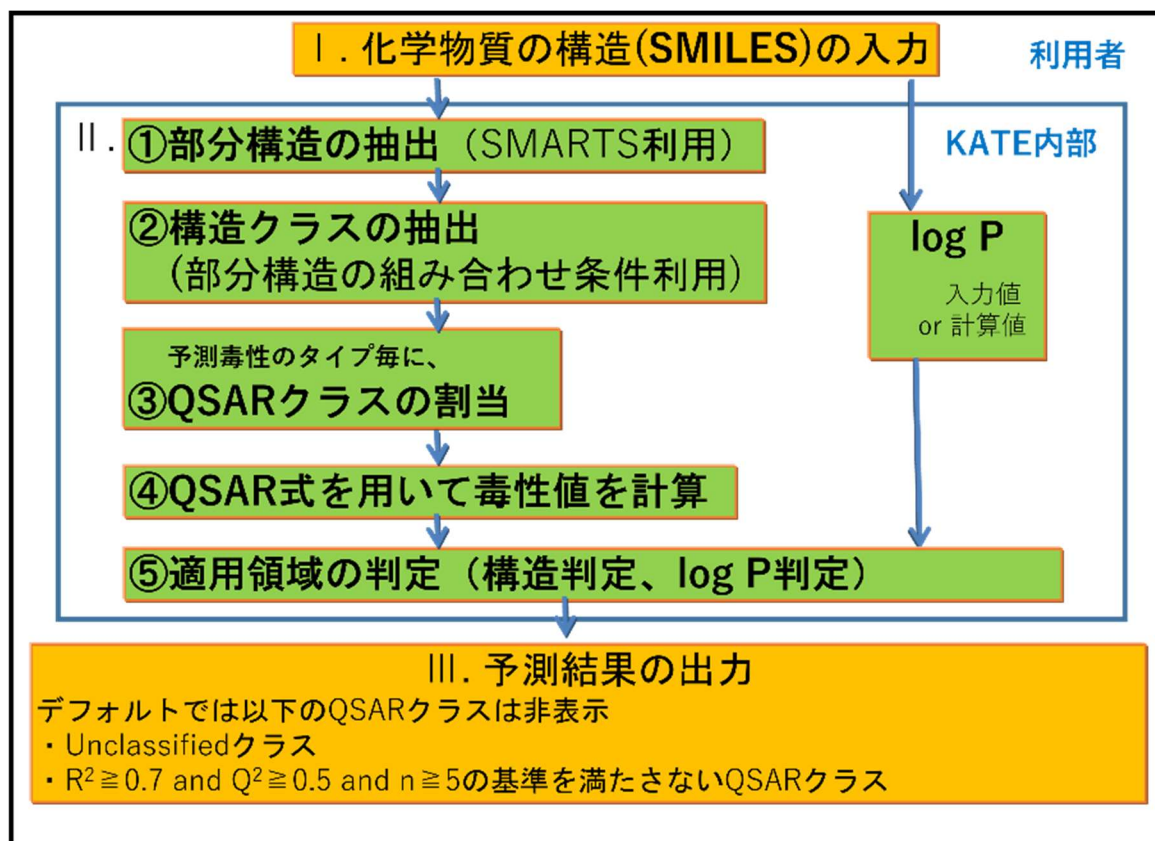 Ⅰ. 化学物質の構造(SMILES)の入力
利用者
Ⅱ.
KATE内部
①部分構造の抽出（SMARTS利用）
②構造クラスの抽出
(部分構造の組み合わせ条件利用)
log P
入力値
or 計算値
予測毒性のタイプ毎に、
③QSARクラスの割当
④QSAR式を用いて毒性値を計算
⑤適用領域の判定（構造判定、log P判定）
Ⅲ. 予測結果の出力
デフォルトでは以下のQSARクラスは非表示
・Unclassifiedクラス
・R²≧0.7 and Q²≧0.5 and n≧5の基準を満たさないQSARクラス